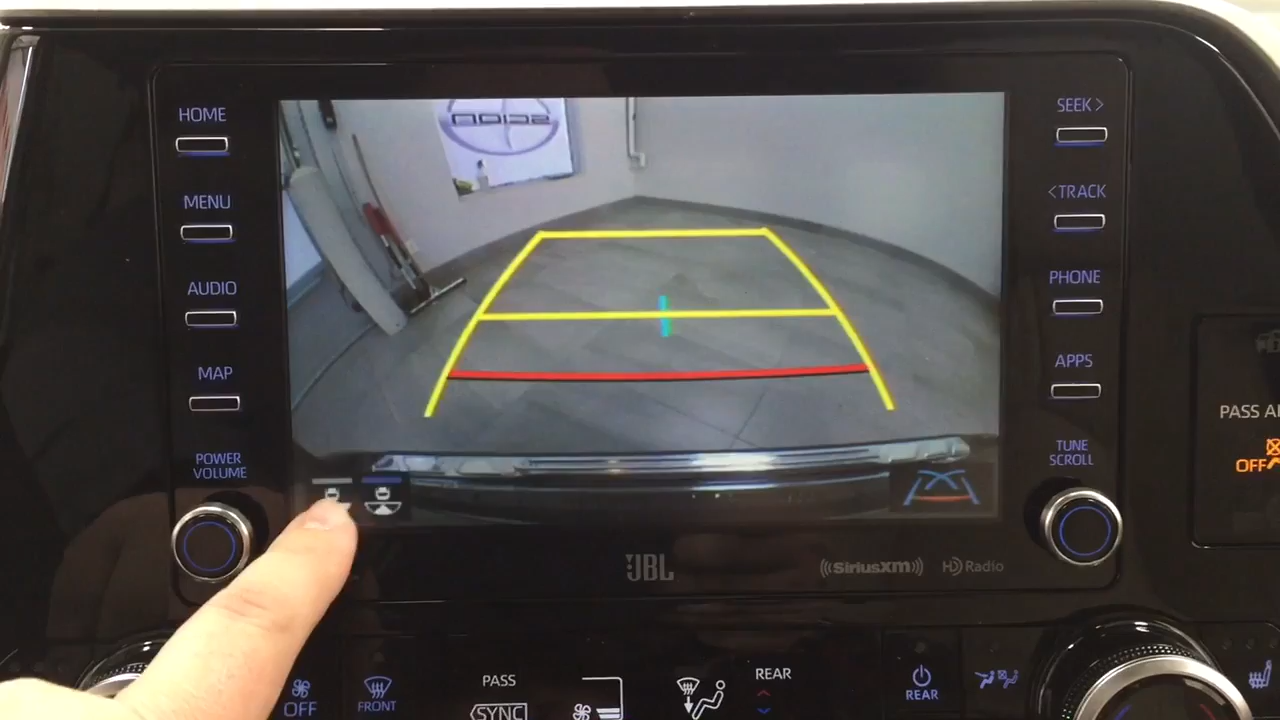 HOME
MENU
AUDIO
MAP
POWER
VOLUME
SEEK >
< TRACK
PHONE
APPS
TUNE
SCROLL
PASS
OFF
JBL
SiriusXM
HD Radio
OFF
FRONT
PASS
SYNC
REAR
REAR